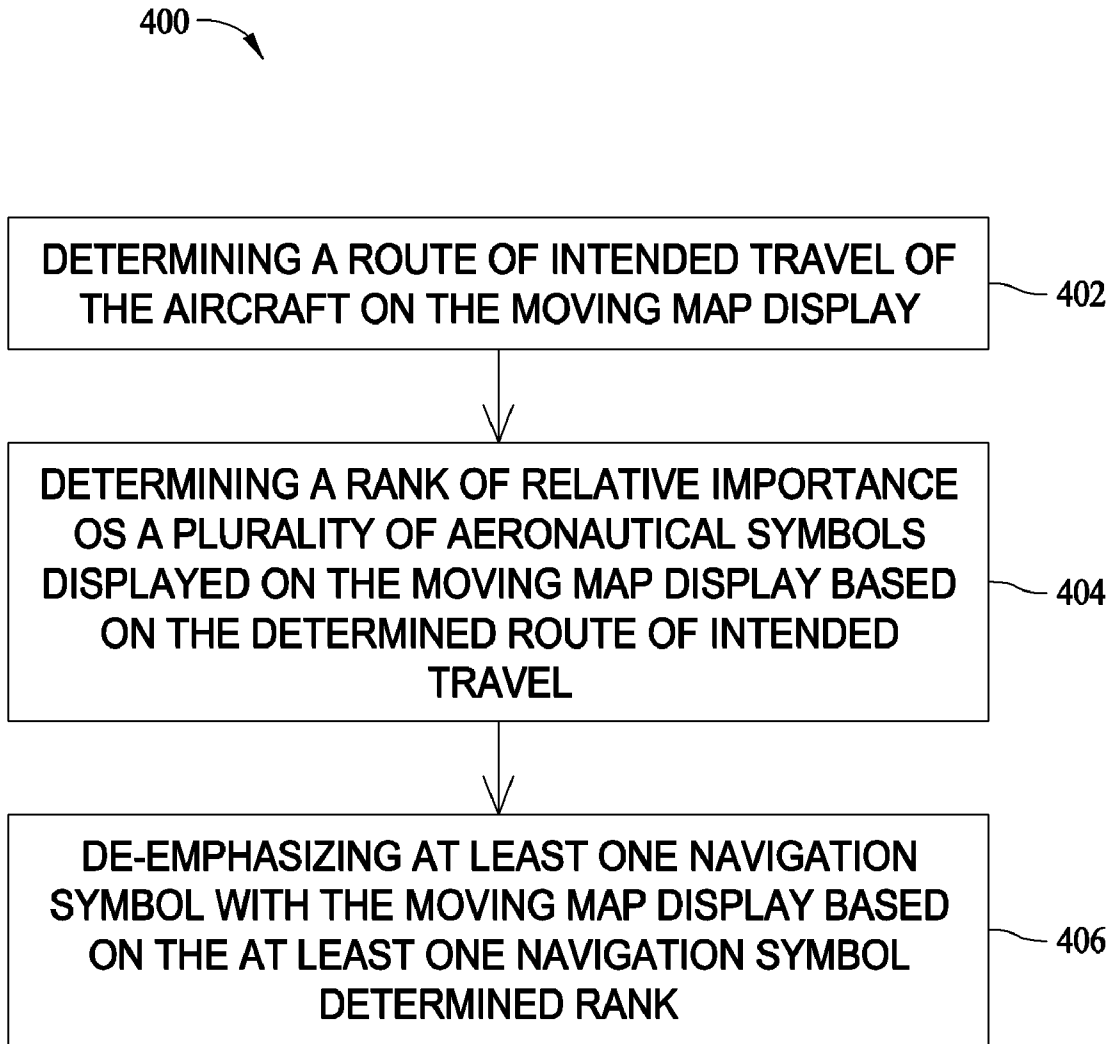 400
DETERMINING A ROUTE OF INTENDED TRAVEL OF
THE AIRCRAFT ON THE MOVING MAP DISPLAY
402
DETERMINING A RANK OF RELATIVE IMPORTANCE
OS A PLURALITY OF AERONAUTICAL SYMBOLS
DISPLAYED ON THE MOVING MAP DISPLAY BASED
ON THE DETERMINED ROUTE OF INTENDED
TRAVEL
404
DE-EMPHASIZING AT LEAST ONE NAVIGATION
SYMBOL WITH THE MOVING MAP DISPLAY BASED
ON THE AT LEAST ONE NAVIGATION SYMBOL
DETERMINED RANK
406